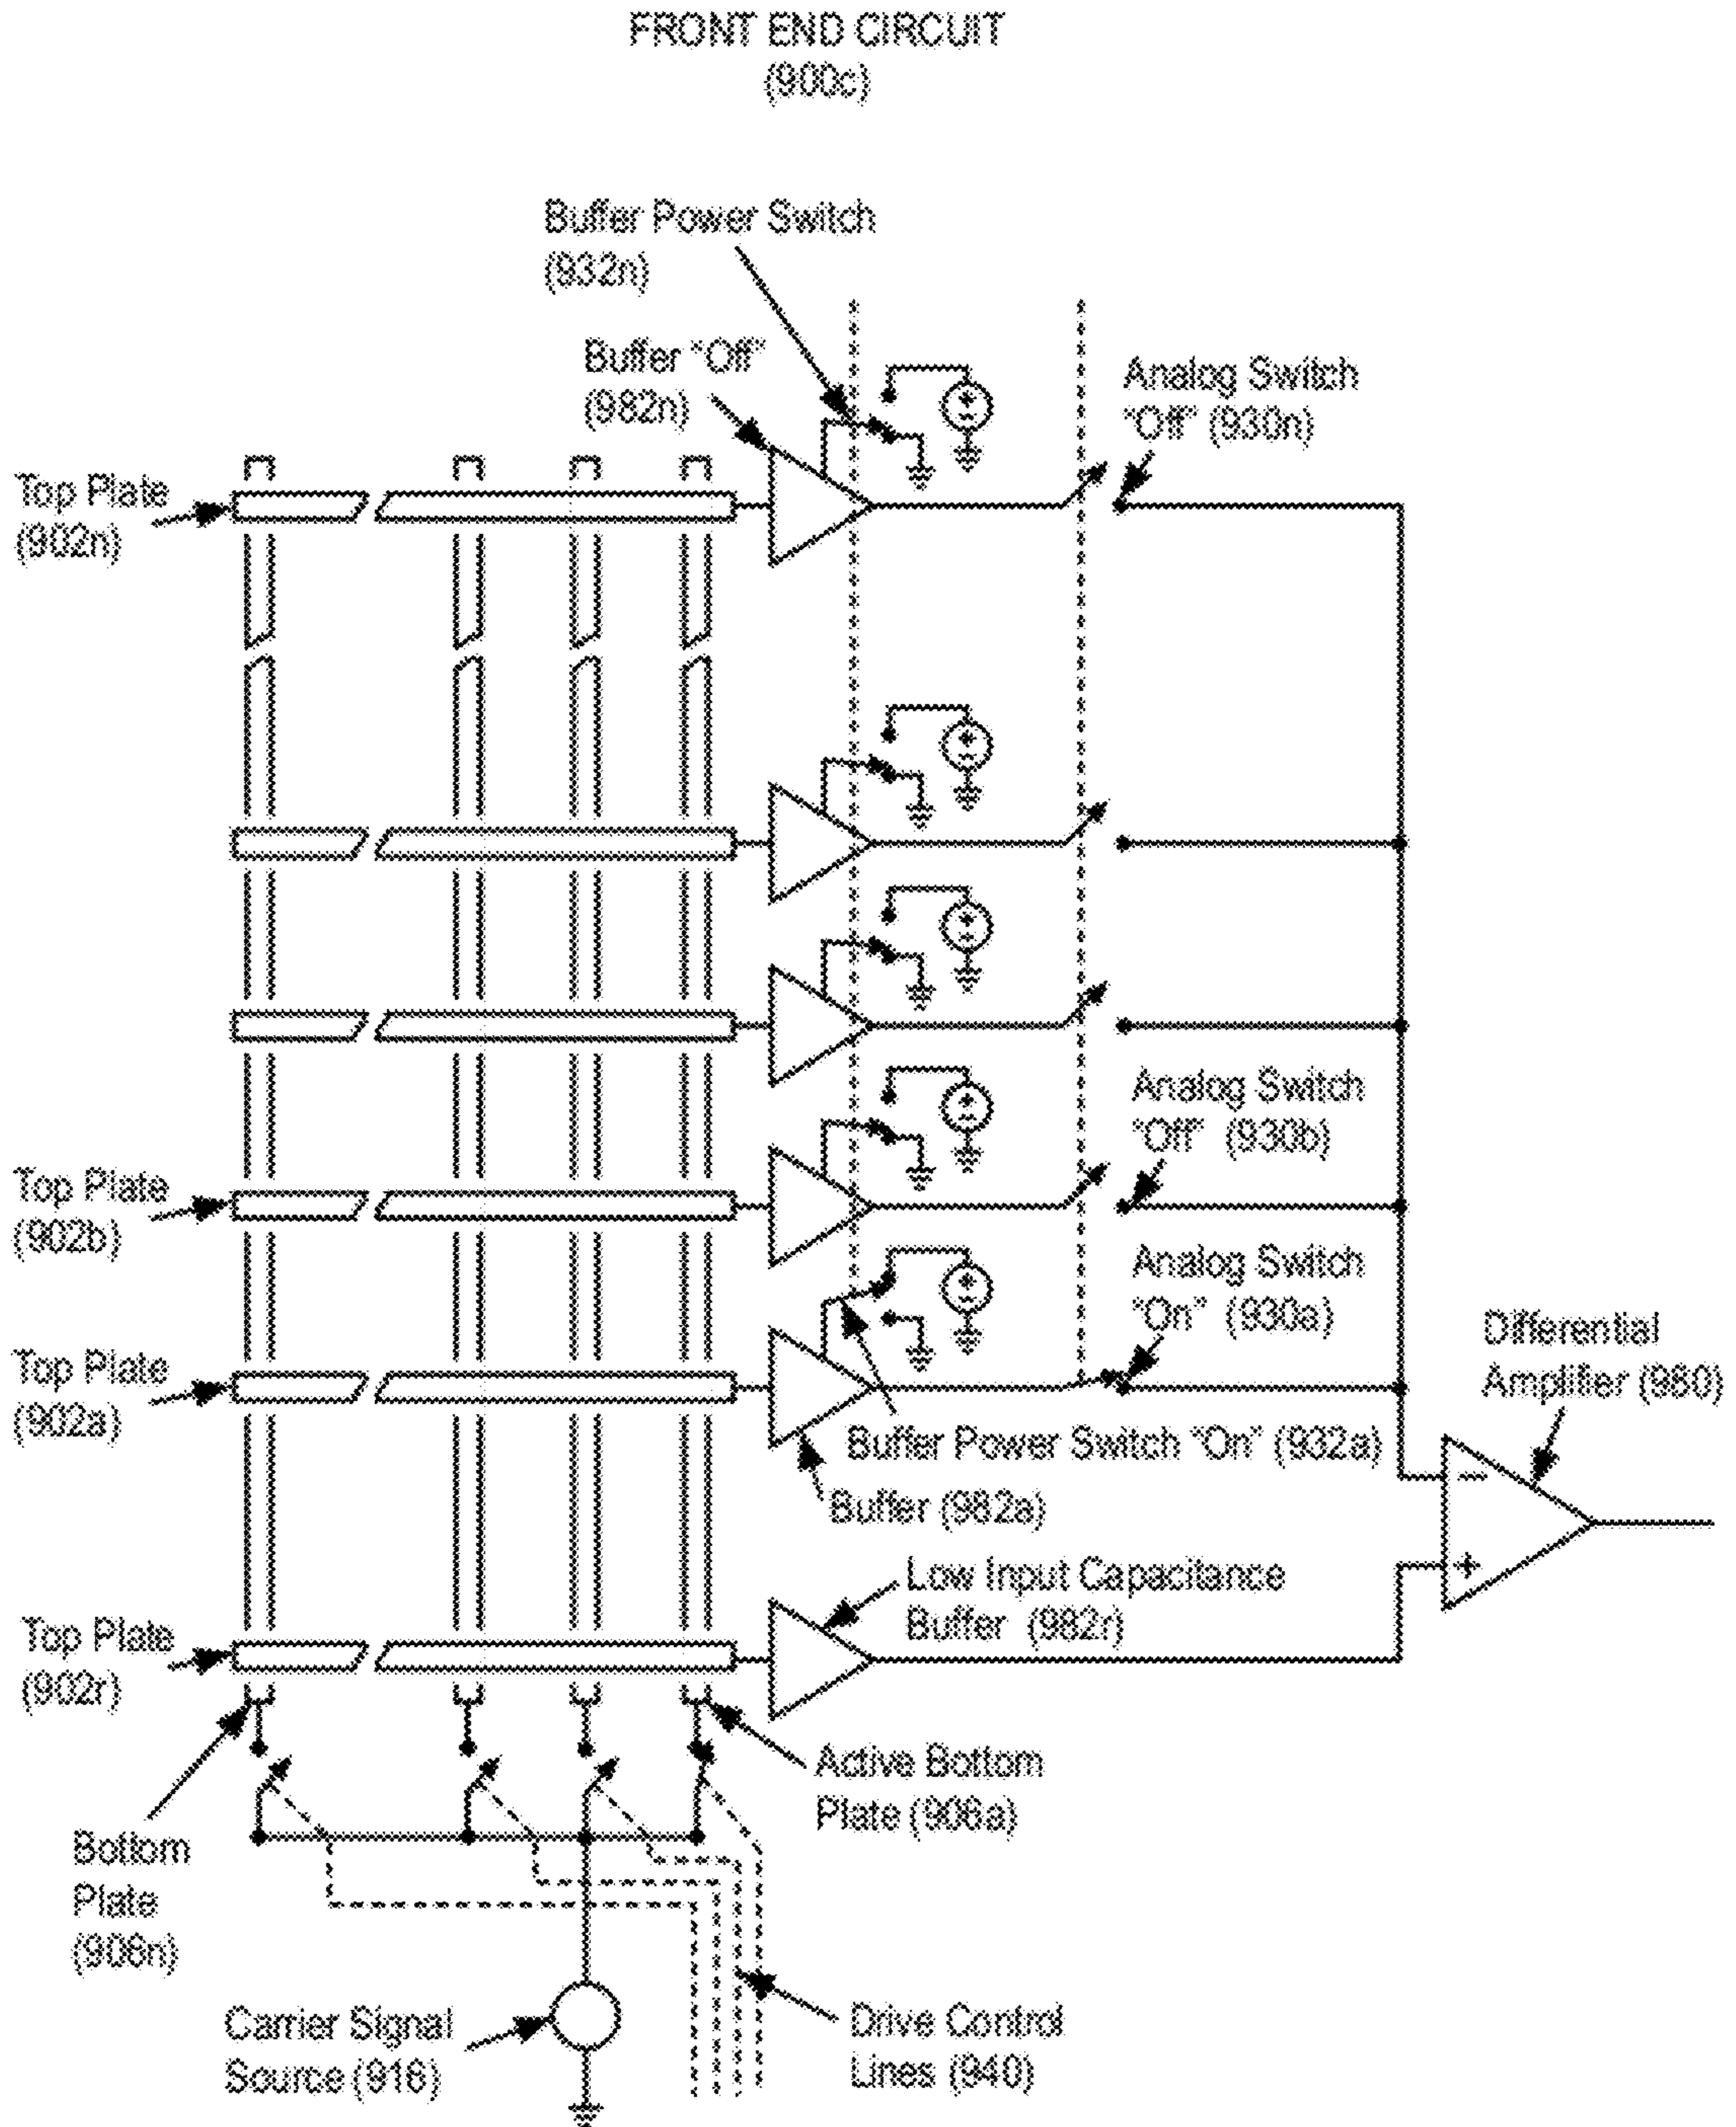 FRONT END CIRCUIT
(900c)
Buffer Power Switch
(932n)
Buffer "Off"
(982n)
Analog Switch
"Off" (930n)
Top Plate
(902n)
Analog Switch
"Off" (930b)
Top Plate
(902b)
Analog Switch
"On" (930a)
Differential
Amplifier (980)
Top Plate
(902a)
Buffer Power Switch "On" (932a)
Buffer (982a)
Low Input Capacitance
Buffer (982r)
Top Plate
(902r)
Active Bottom
Plate (906a)
Bottom
Plate
(906n)
Carrier Signal
Source (916)
Drive Control
Lines (940)